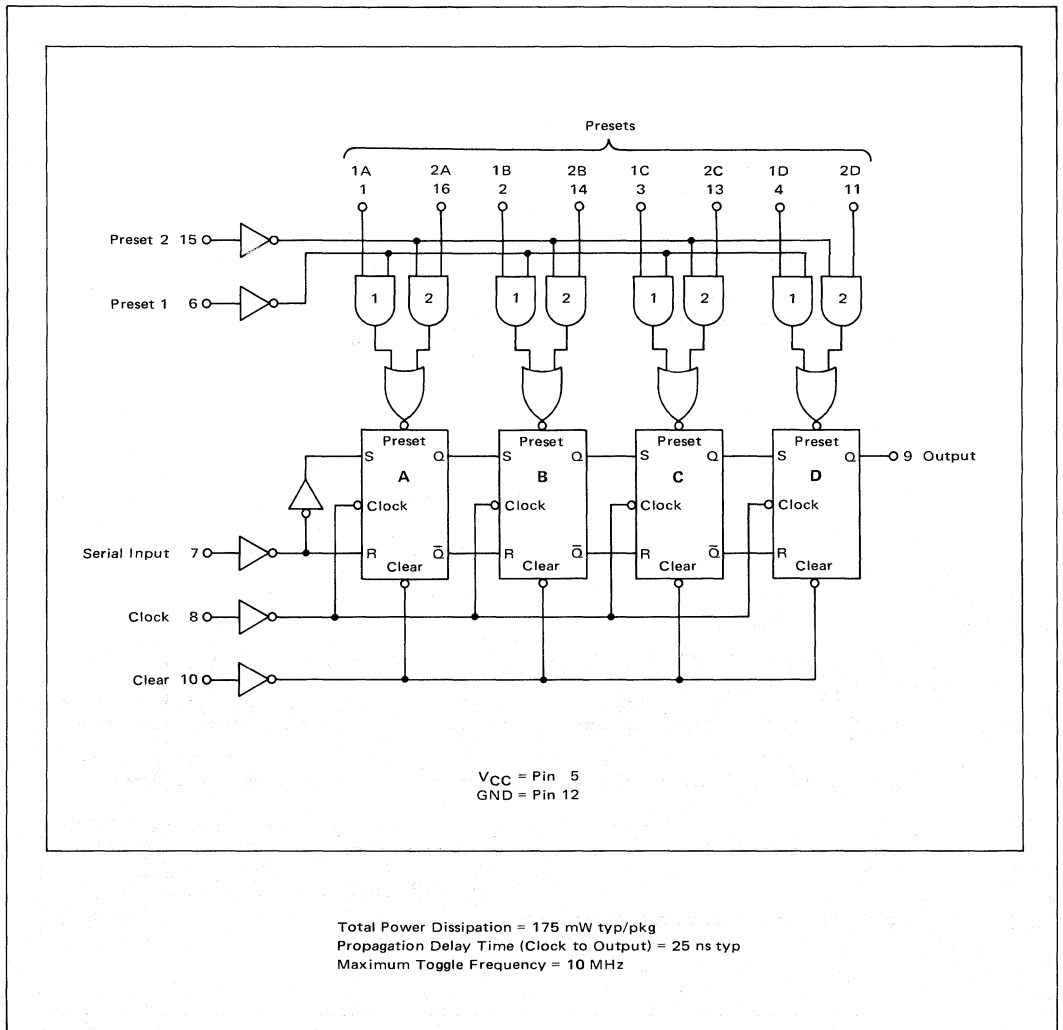 Presets
1A 2A 1B 2B 1C 2C 1D 2D
1 16 2 14 3 13 4 11
Preset 2 15
Preset 1 6
1 2 1 2 1 2 1 2
Preset Preset Preset Preset
S Q S Q S Q S Q 9 Output
A B C D
Clock Clock Clock Clock
Serial Input 7 R Q̅ R Q̅ R Q̅ R
Clear Clear Clear Clear
Clock 8
Clear 10
VCC = Pin 5
GND = Pin 12
Total Power Dissipation = 175 mW typ/pkg
Propagation Delay Time (Clock to Output) = 25 ns typ
Maximum Toggle Frequency = 10 MHz